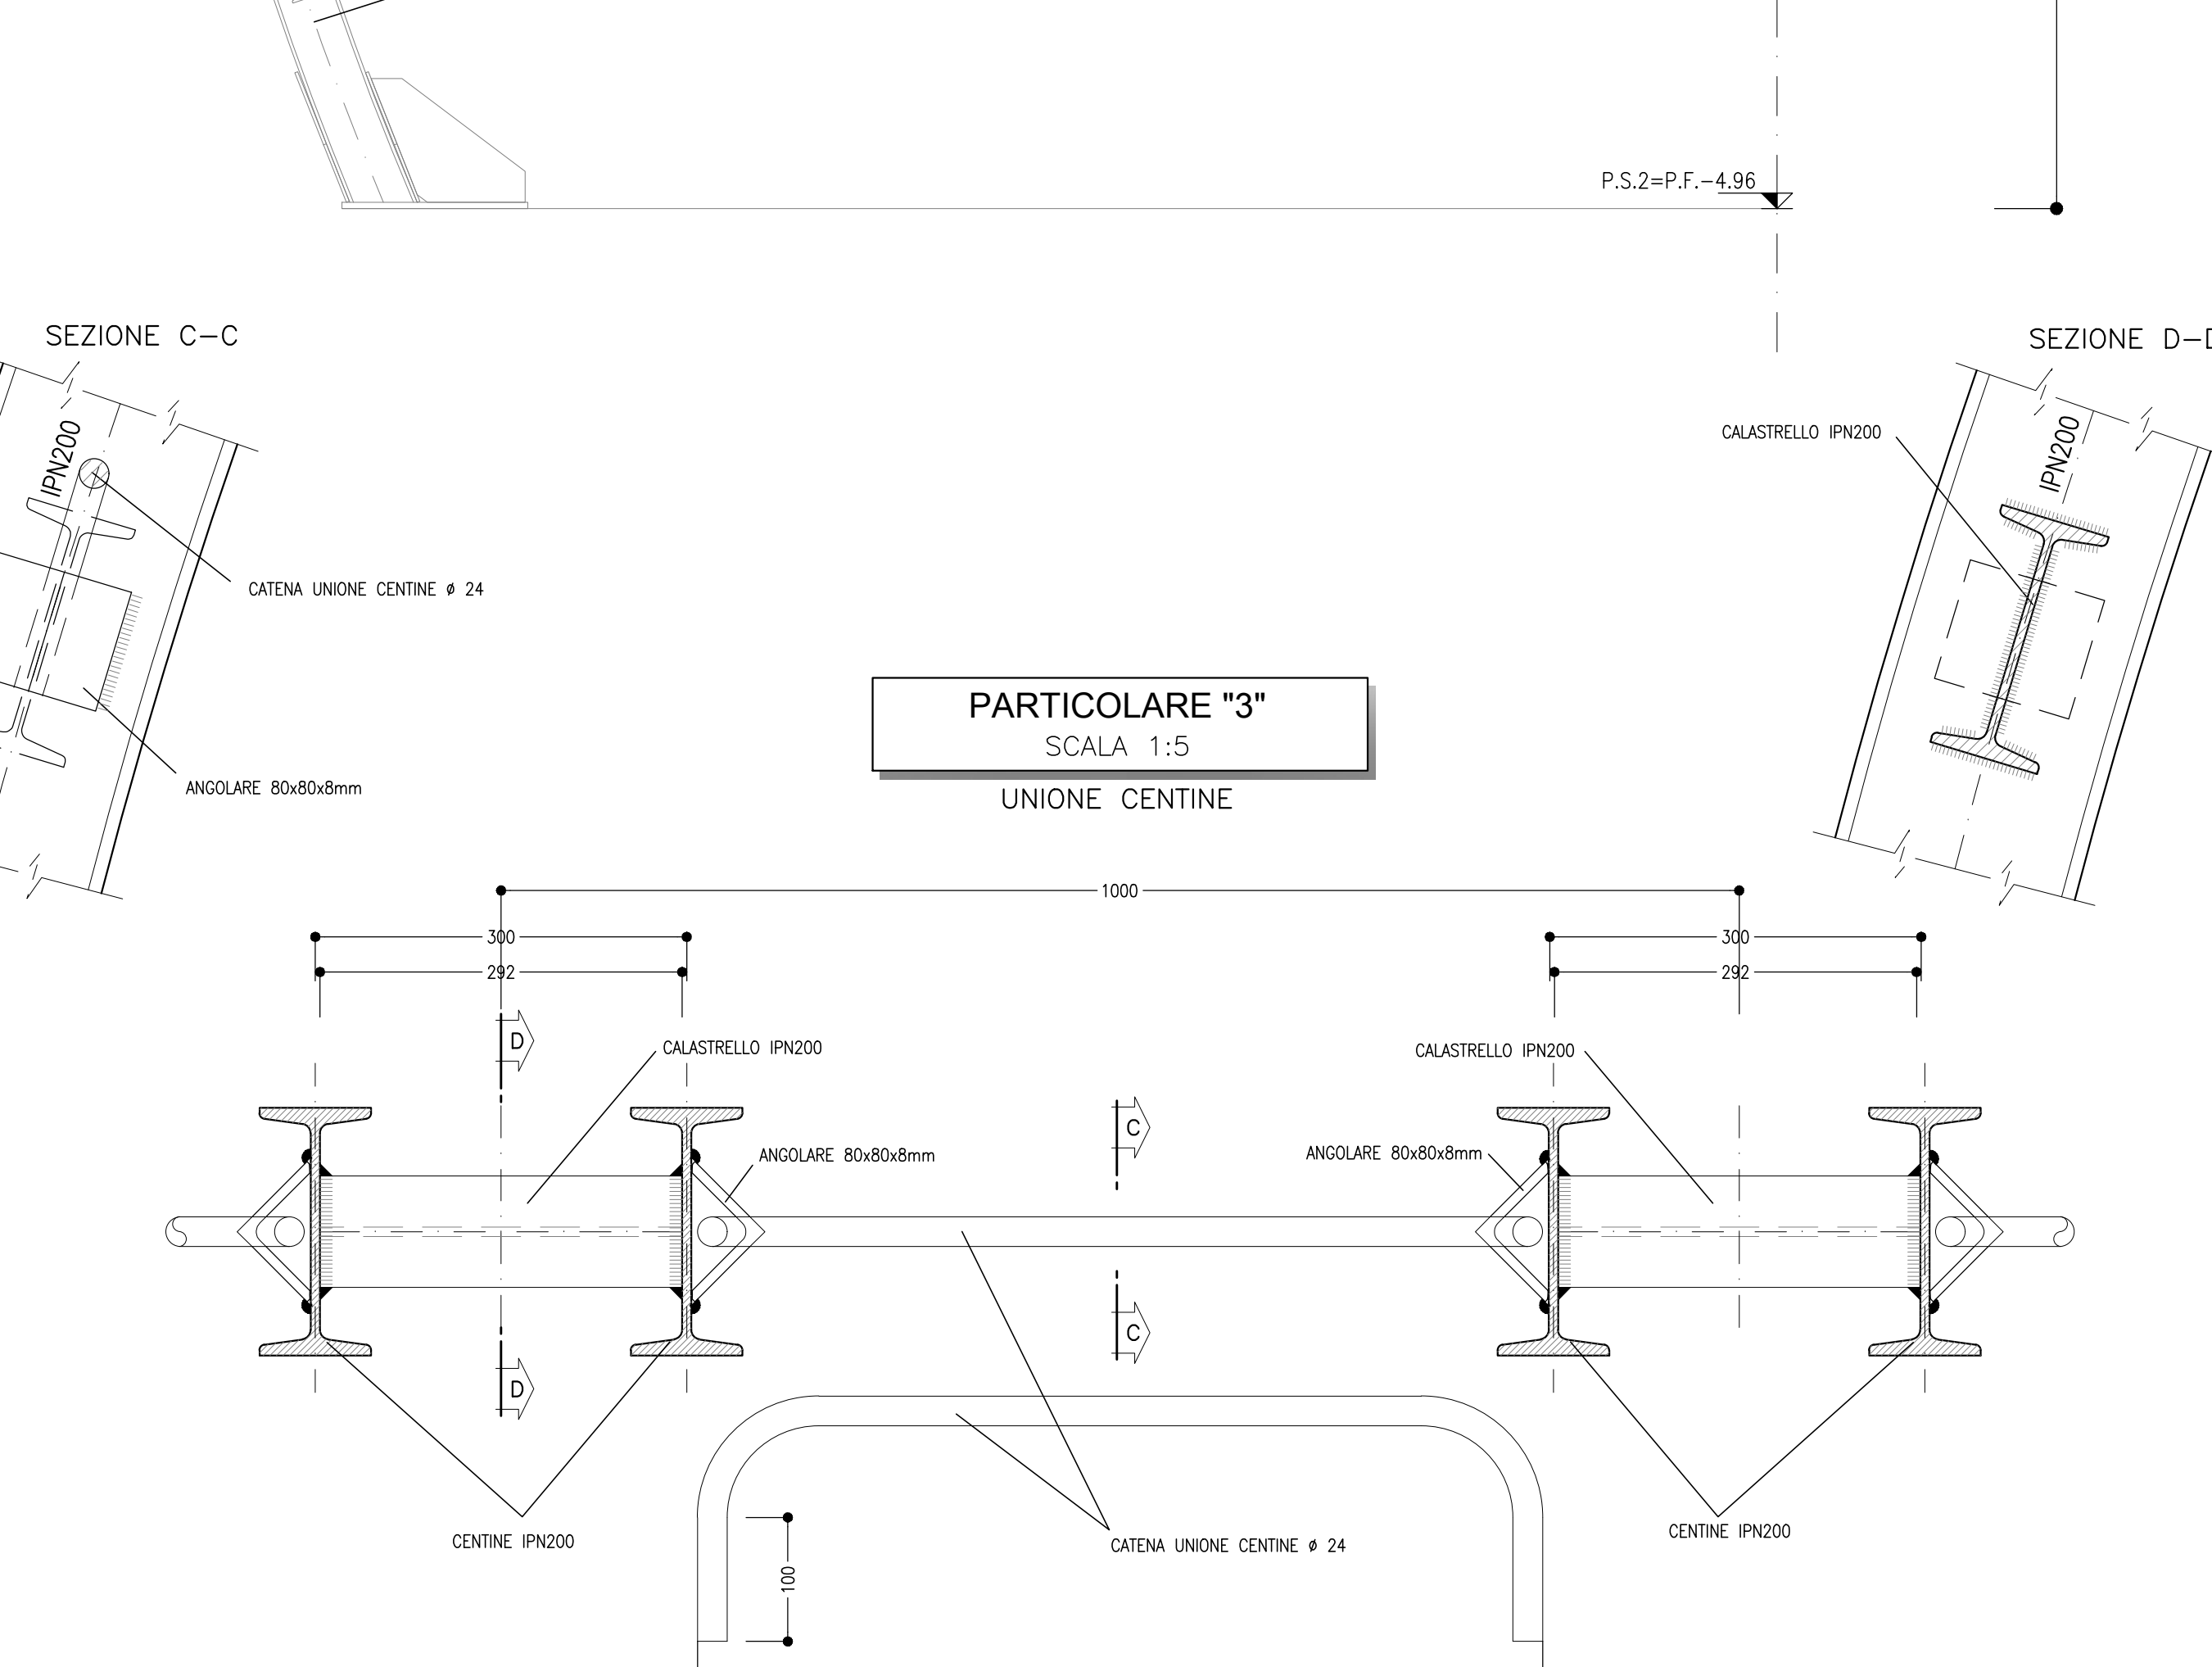 P.S.2=P.F.-4.96
SEZIONE C-C
SEZIONE D-D
IPN200
IPN200
CALASTRELLO IPN200
CATENA UNIONE CENTINE ø 24
ANGOLARE 80x80x8mm
PARTICOLARE "3"
SCALA 1:5
UNIONE CENTINE
1000
300
300
292
292
D
CALASTRELLO IPN200
CALASTRELLO IPN200
C
ANGOLARE 80x80x8mm
ANGOLARE 80x80x8mm
C
D
CENTINE IPN200
CATENA UNIONE CENTINE ø 24
CENTINE IPN200
100